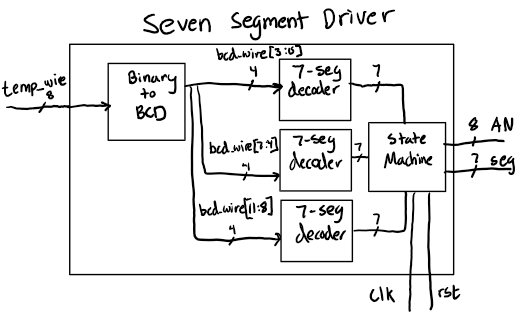 Seven Segment Driver
temp_wire
8
Binary
to
BCD
bcd_wire[3:0]
4
7-seg
decoder
7
bcd_wire[7:4]
4
7-seg
decoder
7
bcd_wire[11:8]
4
7-seg
decoder
7
State
Machine
8 AN
7 seg
clk
rst